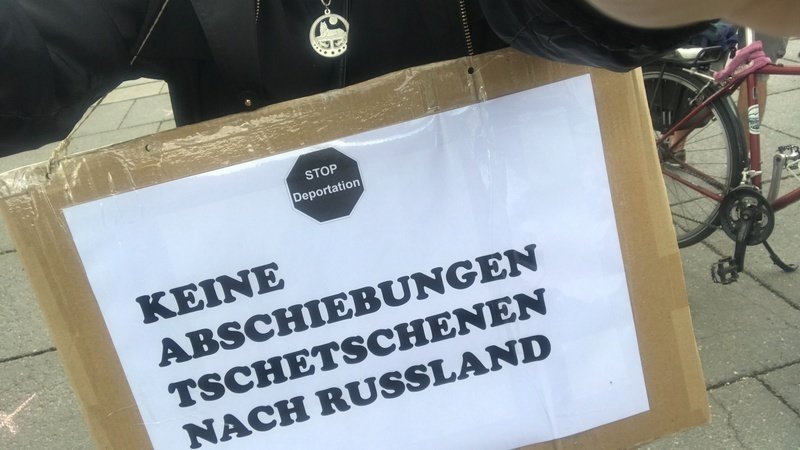 STOP
Deportation
KEINE
ABSCHIEBUNGEN
TSCHETSCHENEN
NACH RUSSLAND